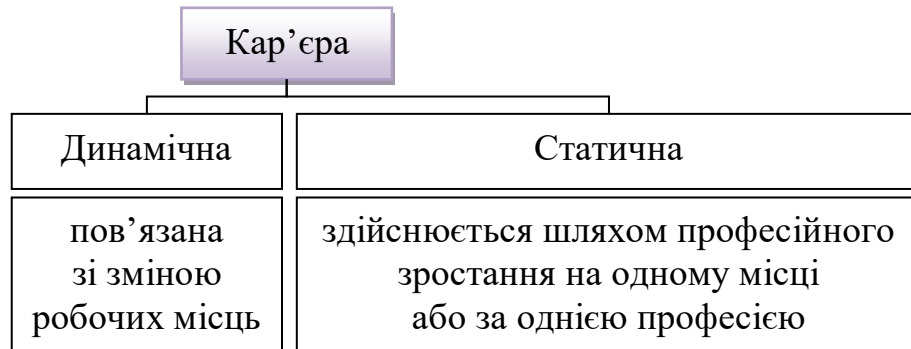 Кар’єра
Динамічна
Статична
пов’язана
зі зміною
робочих місць
здійснюється шляхом професійного
зростання на одному місці
або за однією професією